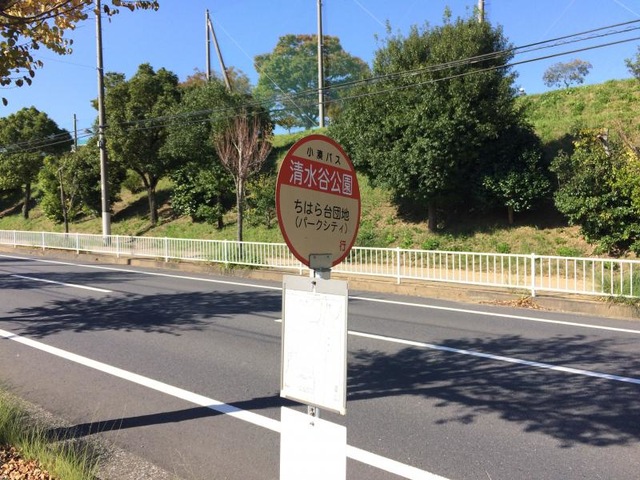 小湊バス
清水谷公園
ちはら台団地
(パークシティ)
行